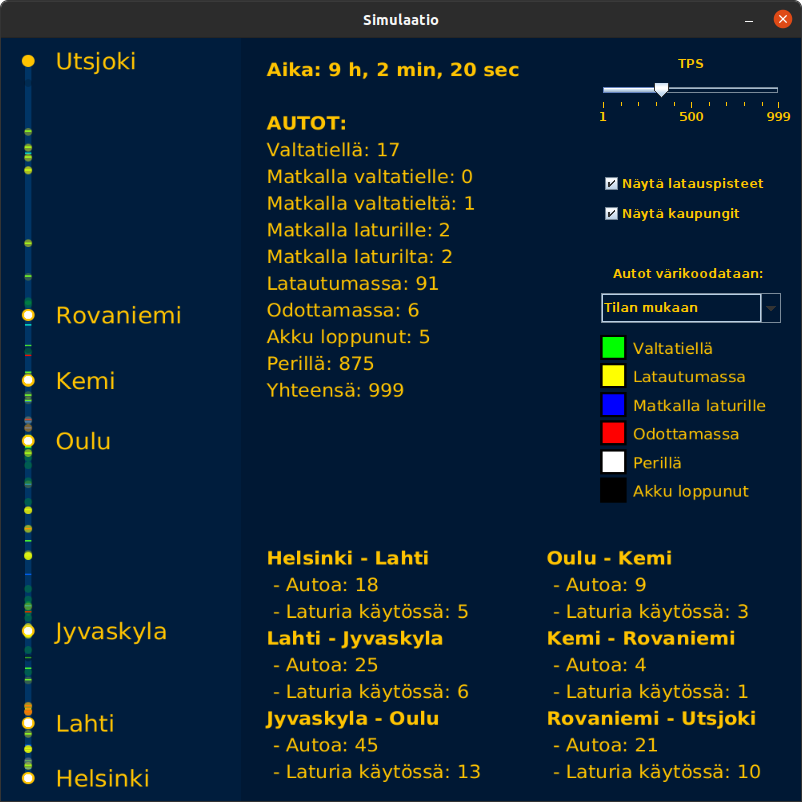 Simulaatio
Utsjoki
Rovaniemi
Kemi
Oulu
Jyvaskyla
Lahti
Helsinki
Aika: 9 h, 2 min, 20 sec
AUTOT:
Valtatiellä: 17
Matkalla valtatielle: 0
Matkalla valtatieltä: 1
Matkalla laturille: 2
Matkalla laturilta: 2
Latautumassa: 91
Odottamassa: 6
Akku loppunut: 5
Perillä: 875
Yhteensä: 999
TPS
1 500 999
Näytä latauspisteet
Näytä kaupungit
Autot värikoodataan:
Tilan mukaan
Valtatiellä
Latautumassa
Matkalla laturille
Odottamassa
Perillä
Akku loppunut
Helsinki - Lahti
- Autoa: 18
- Laturia käytössä: 5
Lahti - Jyvaskyla
- Autoa: 25
- Laturia käytössä: 6
Jyvaskyla - Oulu
- Autoa: 45
- Laturia käytössä: 13
Oulu - Kemi
- Autoa: 9
- Laturia käytössä: 3
Kemi - Rovaniemi
- Autoa: 4
- Laturia käytössä: 1
Rovaniemi - Utsjoki
- Autoa: 21
- Laturia käytössä: 10